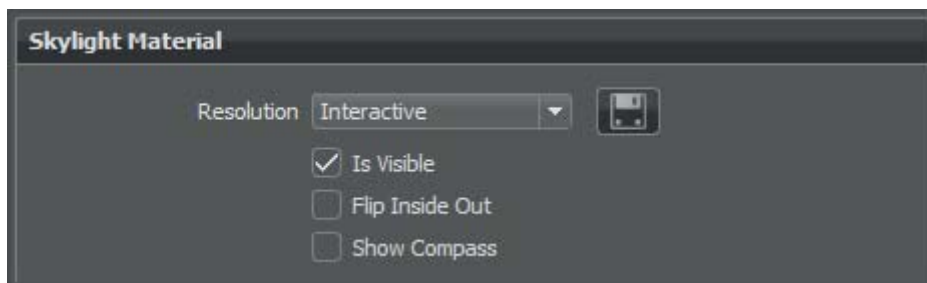 Skylight Material
Resolution Interactive
Is Visible
Flip Inside Out
Show Compass